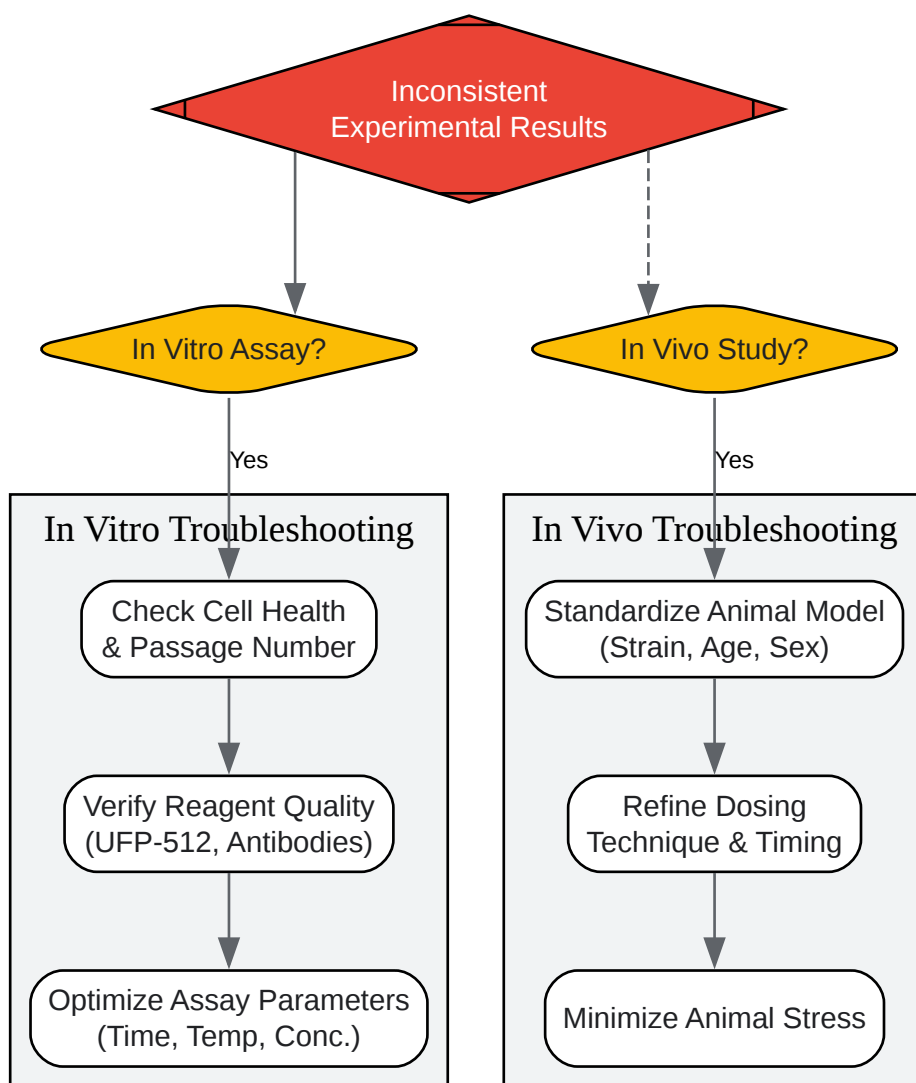 Inconsistent
Experimental Results
In Vitro Assay?
In Vivo Study?
Yes
Yes
In Vitro Troubleshooting
Check Cell Health
& Passage Number
Verify Reagent Quality
(UFP-512, Antibodies)
Optimize Assay Parameters
(Time, Temp, Conc.)
In Vivo Troubleshooting
Standardize Animal Model
(Strain, Age, Sex)
Refine Dosing
Technique & Timing
Minimize Animal Stress